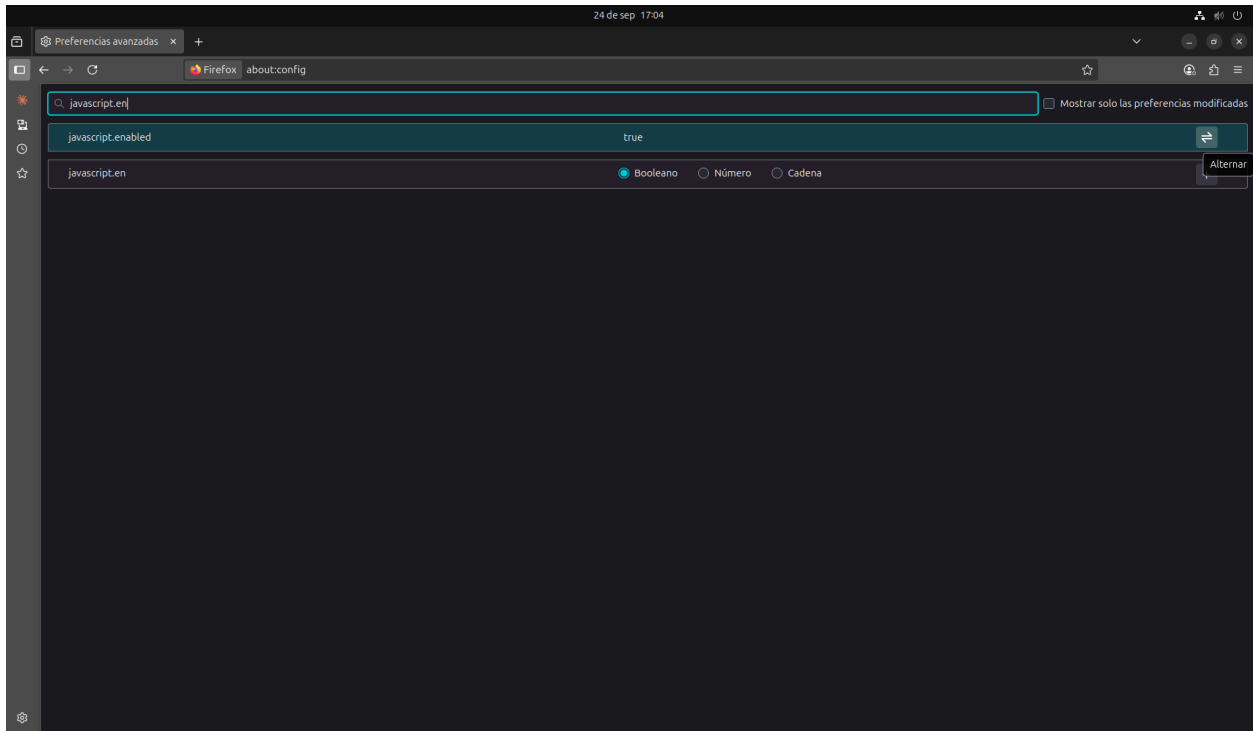 24 de sep 17:04
Preferencias avanzadas
Firefox about:config
javascript.en
Mostrar solo las preferencias modificadas
javascript.enabled true
Alternar
javascript.en Booleano Número Cadena